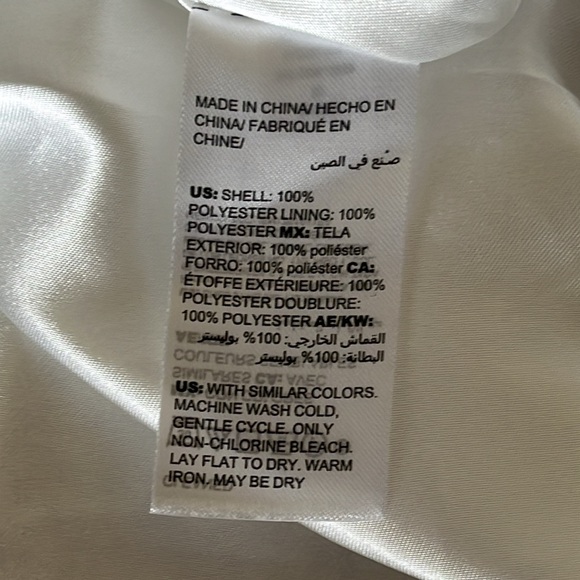 MADE IN CHINA/ HECHO EN
CHINA/ FABRIQUÉ EN
CHINE/
صنع في الصين
US: SHELL: 100%
POLYESTER LINING: 100%
POLYESTER MX: TELA
EXTERIOR: 100% poliéster
FORRO: 100% poliéster CA:
ÉTOFFE EXTÉRIEURE: 100%
POLYESTER DOUBLURE:
100% POLYESTER AE/KW:
القماش الخارجي: 100% بوليستر
البطانة: 100% بوليستر
US: WITH SIMILAR COLORS.
MACHINE WASH COLD,
GENTLE CYCLE. ONLY
NON-CHLORINE BLEACH.
LAY FLAT TO DRY. WARM
IRON. MAY BE DRY